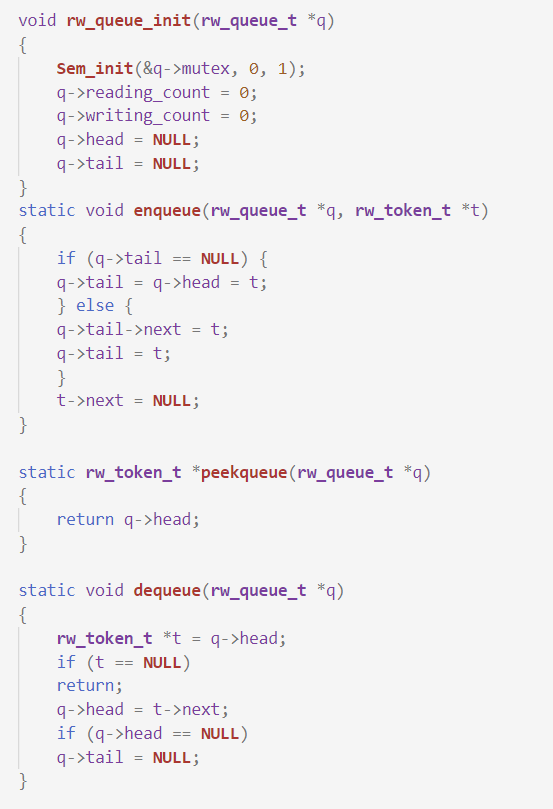 void rw_queue_init(rw_queue_t *q)
{
    Sem_init(&q->mutex, 0, 1);
    q->reading_count = 0;
    q->writing_count = 0;
    q->head = NULL;
    q->tail = NULL;
}
static void enqueue(rw_queue_t *q, rw_token_t *t)
{
    if (q->tail == NULL) {
    q->tail = q->head = t;
    } else {
    q->tail->next = t;
    q->tail = t;
    }
    t->next = NULL;
}

static rw_token_t *peekqueue(rw_queue_t *q)
{
    return q->head;
}

static void dequeue(rw_queue_t *q)
{
    rw_token_t *t = q->head;
    if (t == NULL)
    return;
    q->head = t->next;
    if (q->head == NULL)
    q->tail = NULL;
}